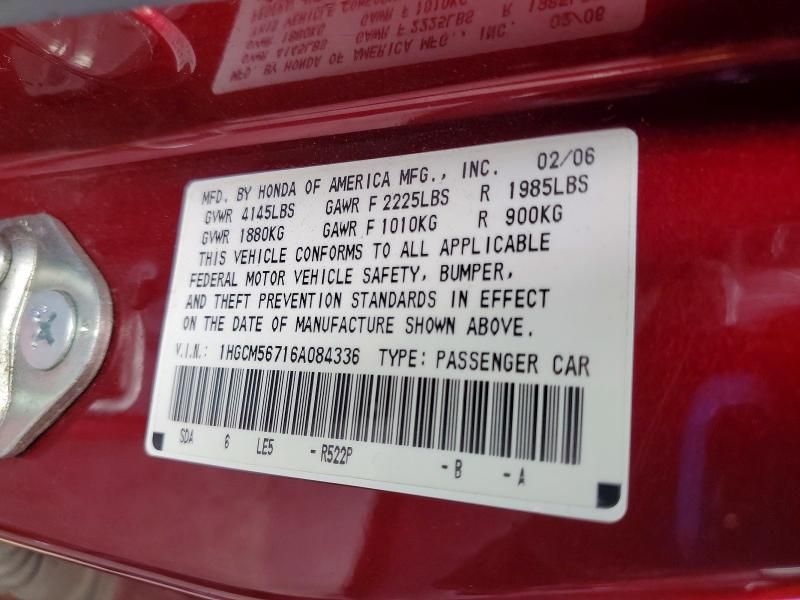 MFD. BY HONDA OF AMERICA MFG., INC. 02/06
GVWR 4145LBS GAWR F 2225LBS R 1985LBS
GVWR 1880KG GAWR F 1010KG R 900KG
THIS VEHICLE CONFORMS TO ALL APPLICABLE
FEDERAL MOTOR VEHICLE SAFETY, BUMPER,
AND THEFT PREVENTION STANDARDS IN EFFECT
ON THE DATE OF MANUFACTURE SHOWN ABOVE.
V.I.N.: 1HGCM56716A084336 TYPE: PASSENGER CAR
SDA 6 LE5 - R522P - B - A